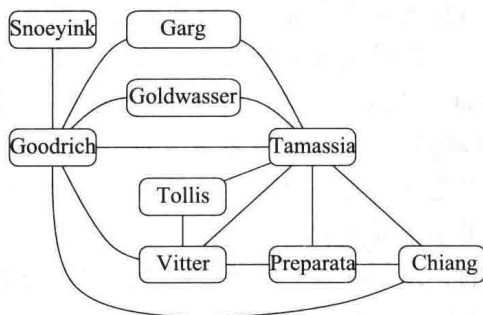 Snoeyink
Garg
Goldwasser
Goodrich
Tamassia
Tollis
Vitter
Preparata
Chiang